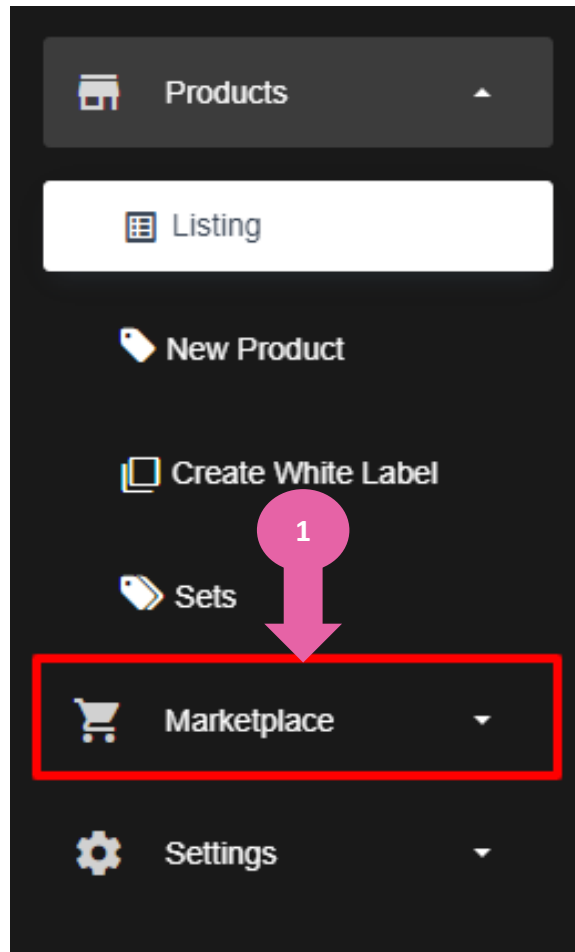 Products
Listing
New Product
Create White Label
1
Sets
Marketplace
Settings